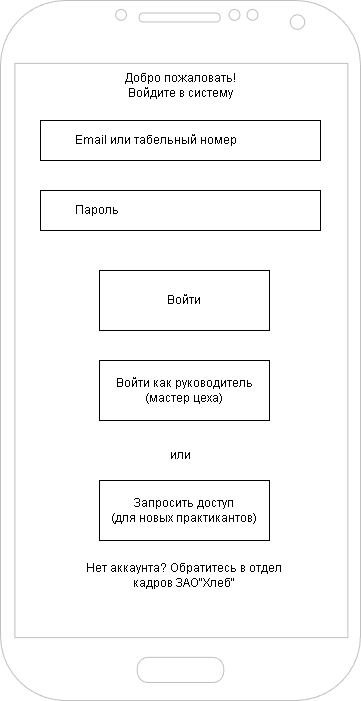 Добро пожаловать!
Войдите в систему
Email или табельный номер
Пароль
Войти
Войти как руководитель
(мастер цеха)
или
Запросить доступ
(для новых практикантов)
Нет аккаунта? Обратитесь в отдел
кадров ЗАО"Хлеб"